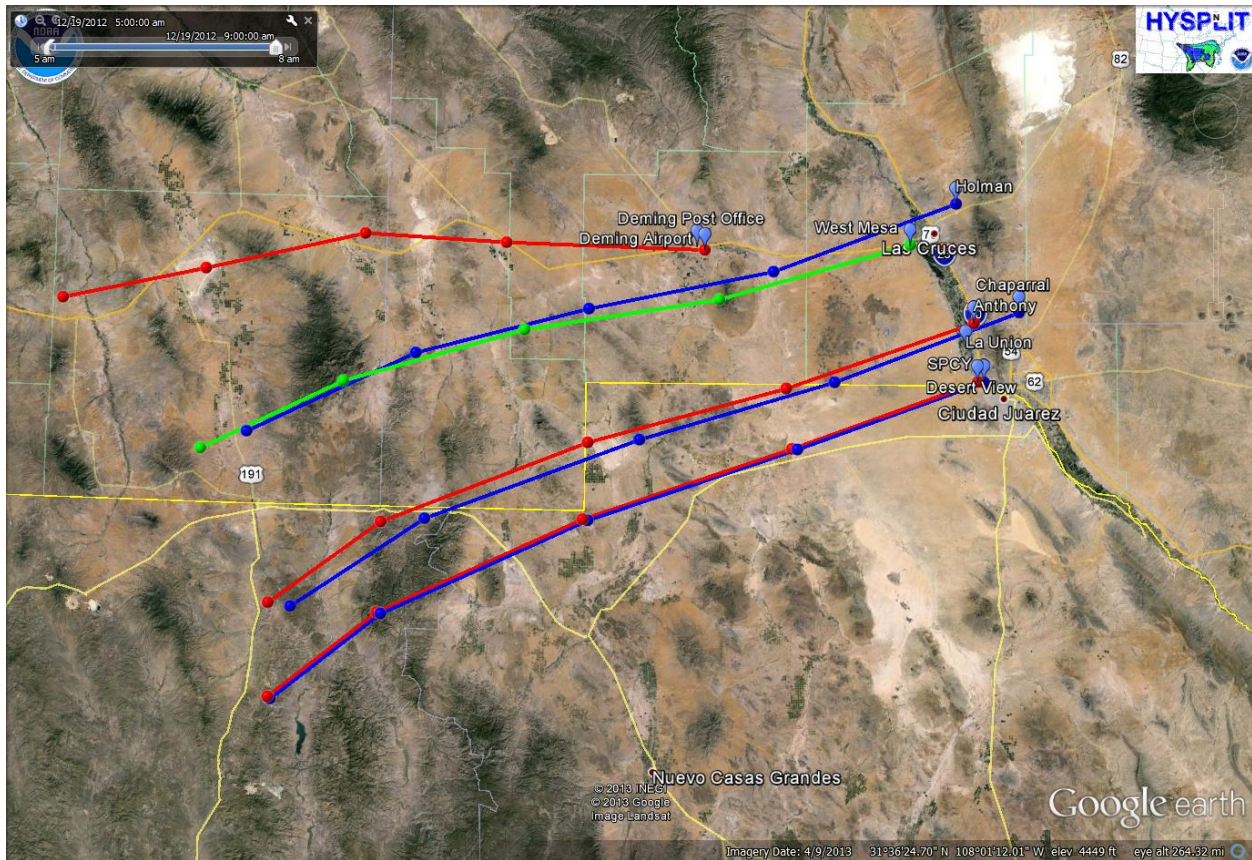 12/19/2012 5:00:00 am
12/19/2012 9:00:00 am
5 am
8 am
NOAA
HYSPLIT
N
82
Holman
Deming Post Office
West Mesa
Deming Airport
Las Cruces
Chaparral
Anthony
La Union
54
SPCY
62
Desert View
Ciudad Juarez
191
Nuevo Casas Grandes
© 2013 INEGI
© 2013 Google
Image Landsat
Google earth
Imagery Date: 4/9/2013 31°36'24.70" N 108°01'12.01" W elev 4449 ft eye alt 264.32 mi